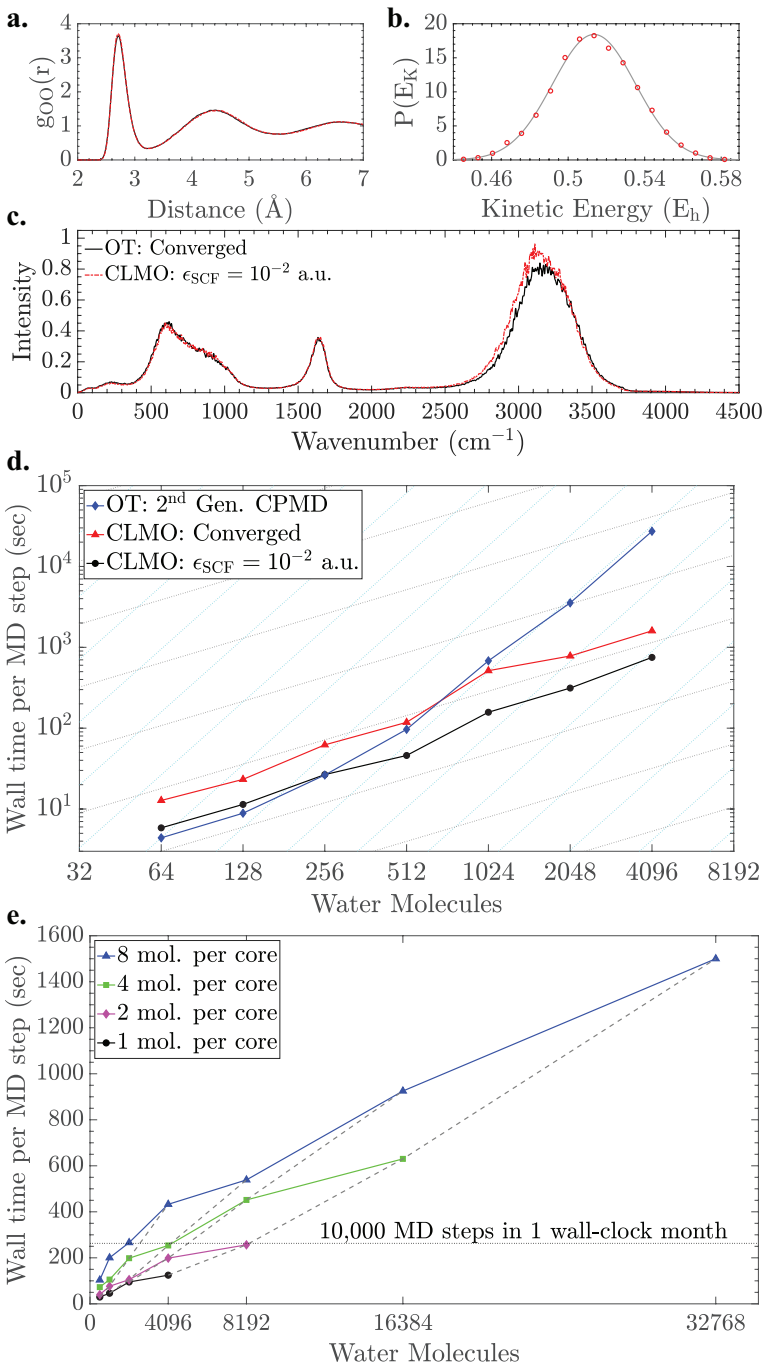 a.
b.
4
3
2
1
0
g_OO(r)
2 3 4 5 6 7
Distance (Å)
20
15
10
5
0
P(E_K)
0.46 0.5 0.54 0.58
Kinetic Energy (E_h)
c.
1
0.8
0.6
0.4
0.2
0
Intensity
OT: Converged
CLMO: ϵ_SCF = 10^−2 a.u.
0 500 1000 1500 2000 2500 3000 3500 4000 4500
Wavenumber (cm^−1)
d.
10^5
10^4
10^3
10^2
10^1
Wall time per MD step (sec)
OT: 2^nd Gen. CPMD
CLMO: Converged
CLMO: ϵ_SCF = 10^−2 a.u.
32 64 128 256 512 1024 2048 4096 8192
Water Molecules
e.
1600
1400
1200
1000
800
600
400
200
0
Wall time per MD step (sec)
8 mol. per core
4 mol. per core
2 mol. per core
1 mol. per core
10,000 MD steps in 1 wall-clock month
0 4096 8192 16384 32768
Water Molecules